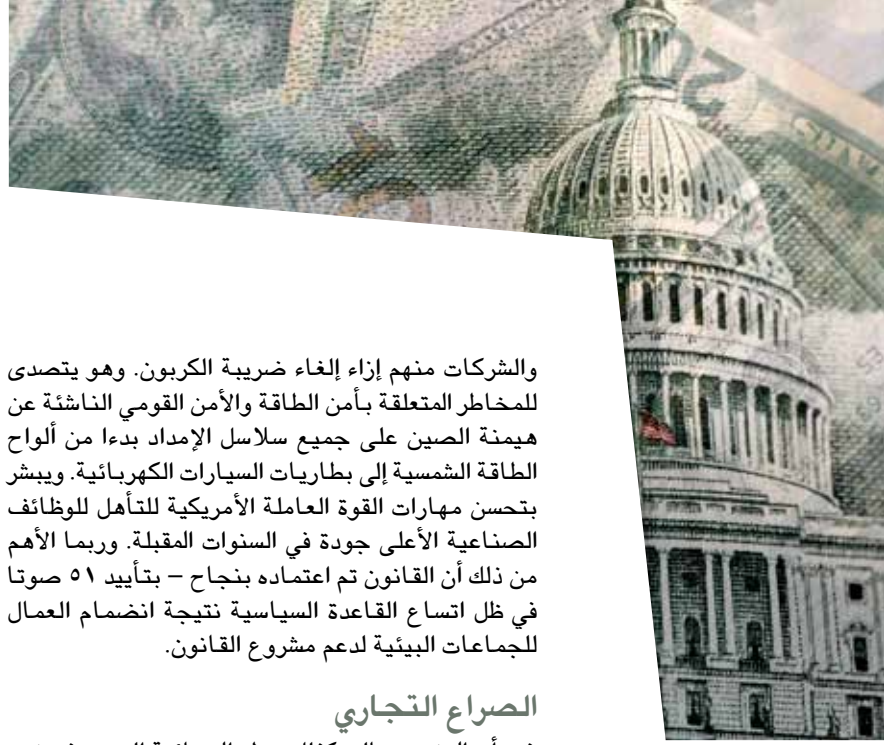 والشركات منهم إزاء إلغاء ضريبة الكربون. وهو يتصدى
للمخاطر المتعلقة بأمن الطاقة والأمن القومي الناشئة عن
هيمنة الصين على جميع سلاسل الإمداد بدءا من ألواح
الطاقة الشمسية إلى بطاريات السيارات الكهربائية. ويبشر
بتحسن مهارات القوة العاملة الأمريكية للتأهل للوظائف
الصناعية الأعلى جودة في السنوات المقبلة. وربما الأهم
من ذلك أن القانون تم اعتماده بنجاح – بتأييد ٥١ صوتا
في ظل اتساع القاعدة السياسية نتيجة انضمام العمال
للجماعات البيئية لدعم مشروع القانون.
الصراع التجاري